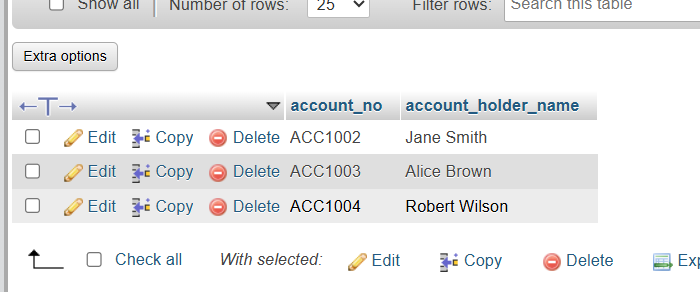 Show all Number of rows: 25 Filter rows: Search this table
Extra options
account_no account_holder_name
Edit Copy Delete ACC1002 Jane Smith
Edit Copy Delete ACC1003 Alice Brown
Edit Copy Delete ACC1004 Robert Wilson
Check all With selected: Edit Copy Delete Exp